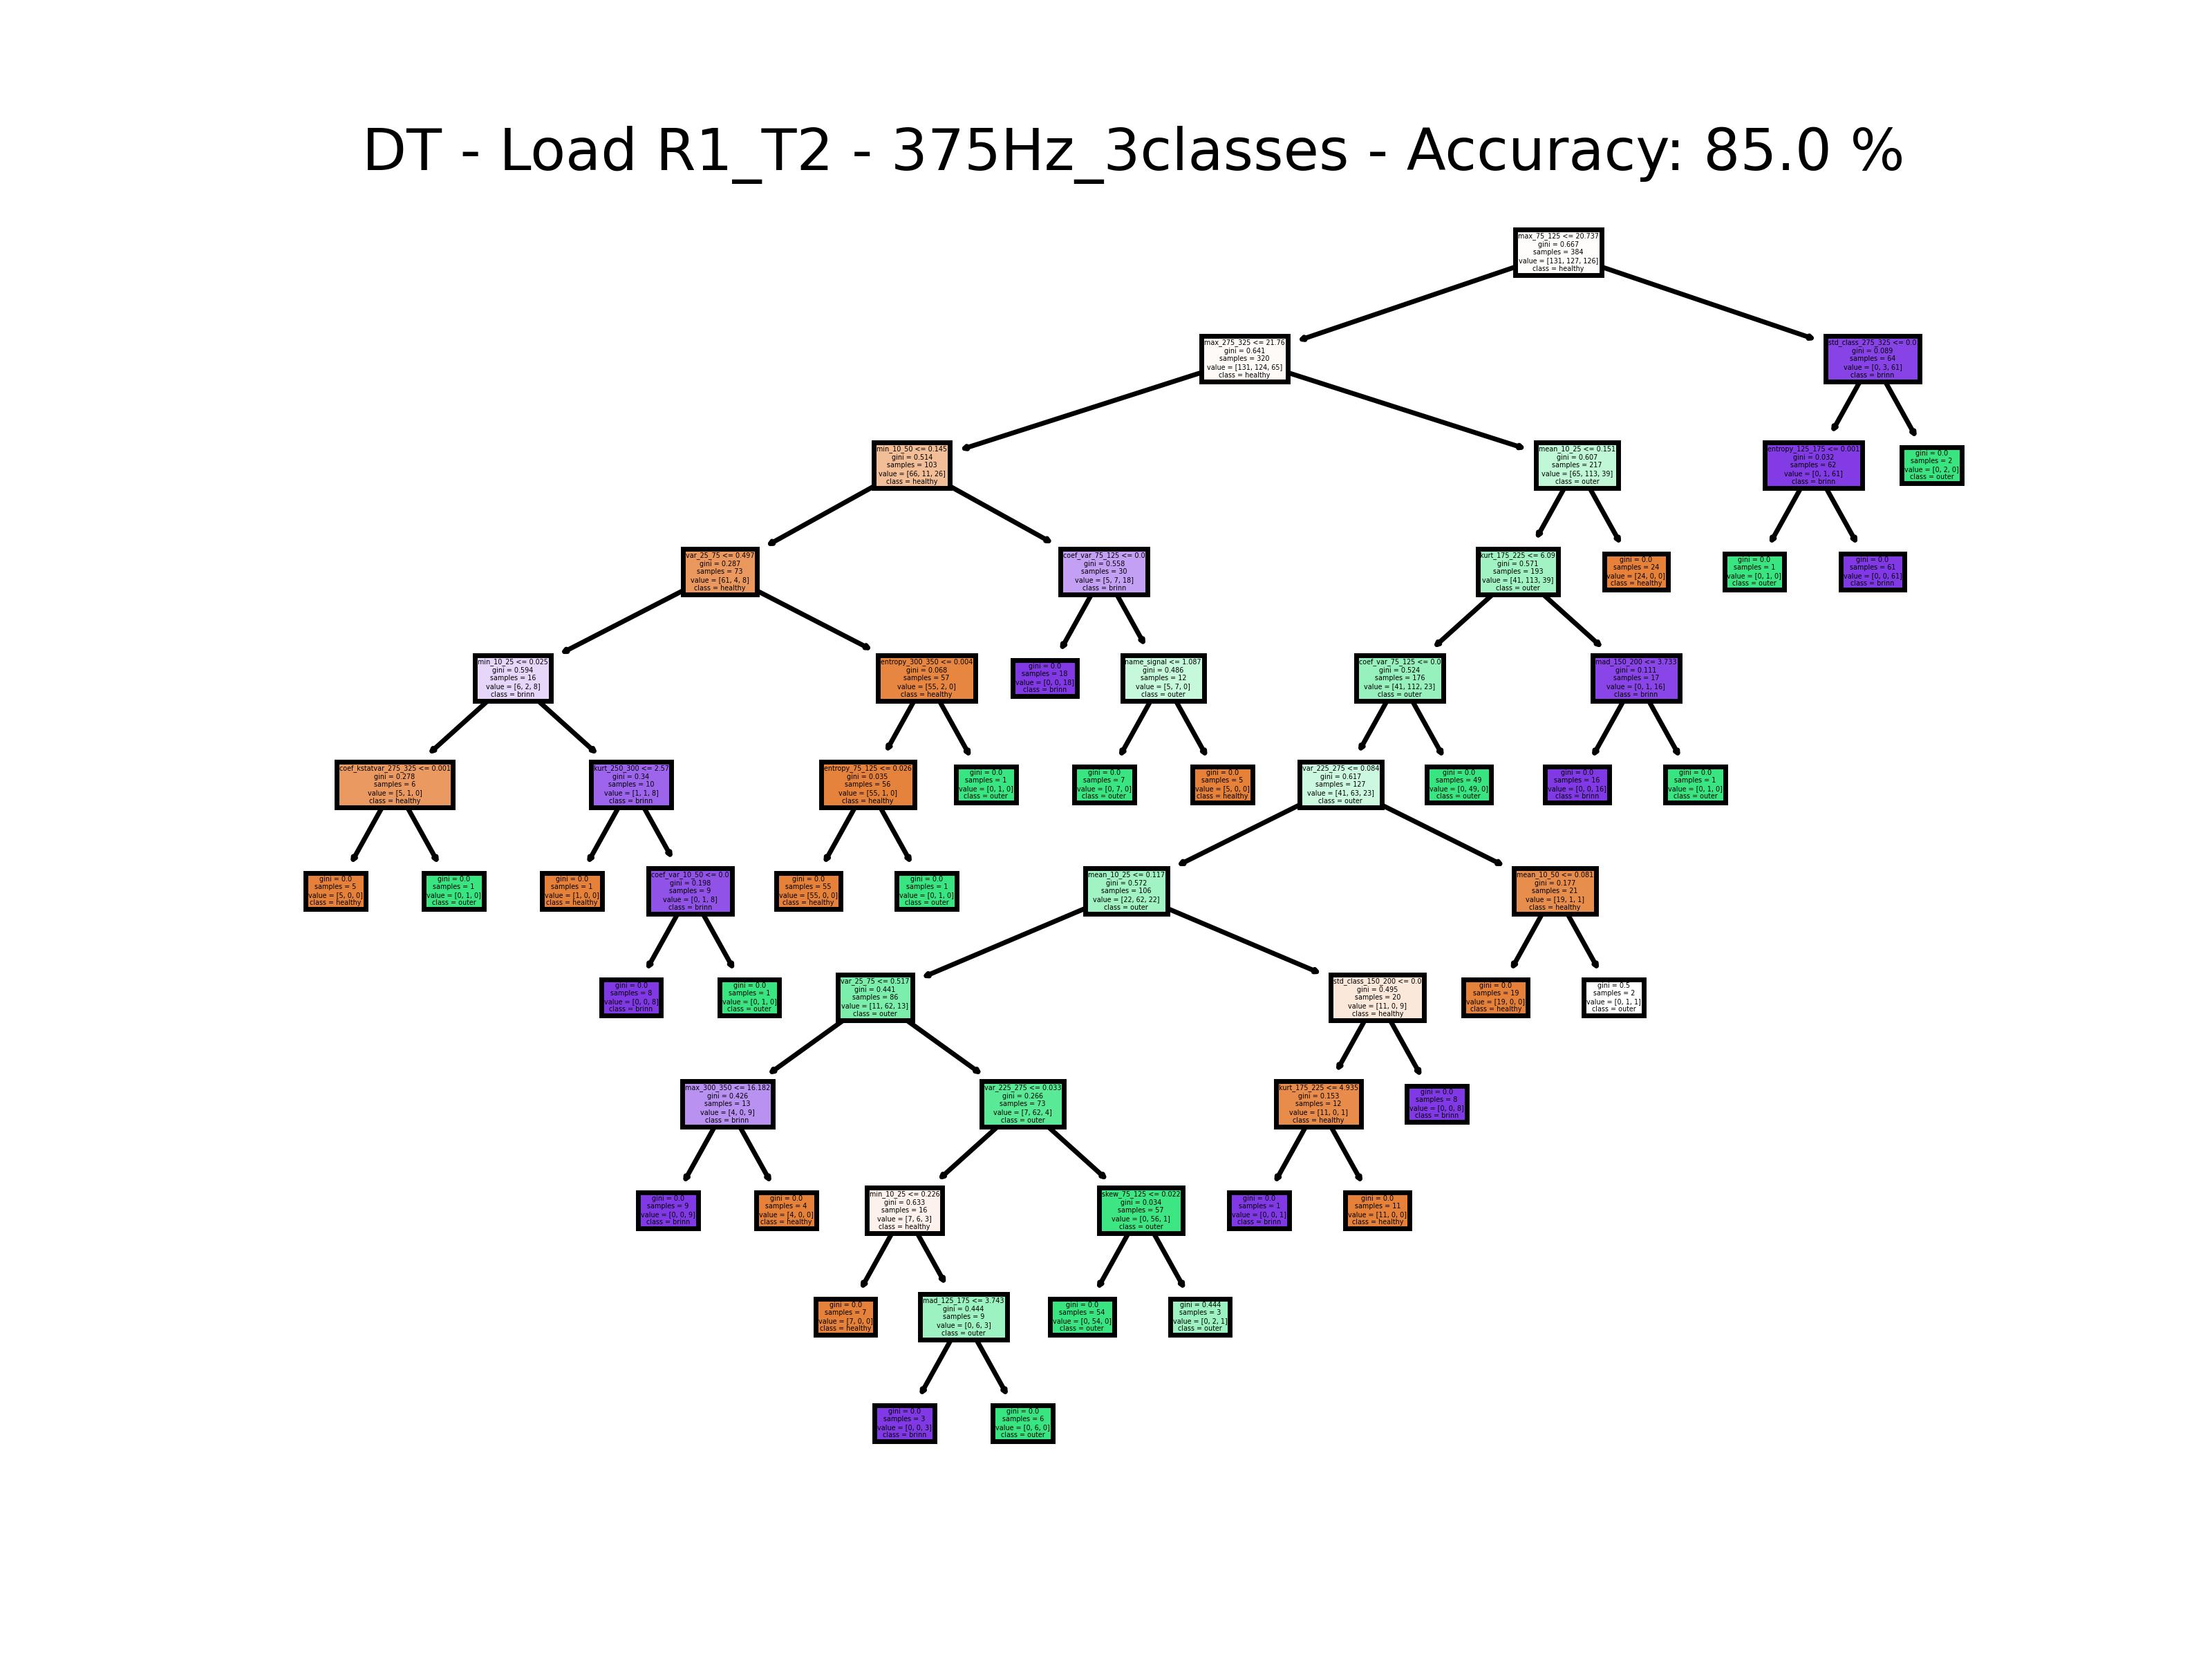 DT - Load R1_T2 - 375Hz_3classes - Accuracy: 85.0 %
max_75_125 <= 20.737
gini = 0.667
samples = 384
value = [131, 127, 126]
class = healthy
max_275_325 <= 21.76
gini = 0.641
samples = 320
value = [131, 124, 65]
class = healthy
std_class_275_325 <= 0.0
gini = 0.089
samples = 64
value = [0, 3, 61]
class = brinn
min_10_50 <= 0.145
gini = 0.514
samples = 103
value = [66, 11, 26]
class = healthy
mean_10_25 <= 0.151
gini = 0.607
samples = 217
value = [65, 113, 39]
class = outer
entropy_125_175 <= 0.001
gini = 0.032
samples = 62
value = [0, 1, 61]
class = brinn
gini = 0.0
samples = 2
value = [0, 2, 0]
class = outer
var_25_75 <= 0.497
gini = 0.287
samples = 73
value = [61, 4, 8]
class = healthy
coef_var_75_125 <= 0.0
gini = 0.558
samples = 30
value = [5, 7, 18]
class = brinn
kurt_175_225 <= 6.09
gini = 0.571
samples = 193
value = [41, 113, 39]
class = outer
gini = 0.0
samples = 24
value = [24, 0, 0]
class = healthy
gini = 0.0
samples = 1
value = [0, 1, 0]
class = outer
gini = 0.0
samples = 61
value = [0, 0, 61]
class = brinn
min_10_25 <= 0.025
gini = 0.594
samples = 16
value = [6, 2, 8]
class = brinn
entropy_300_350 <= 0.004
gini = 0.068
samples = 57
value = [55, 2, 0]
class = healthy
gini = 0.0
samples = 18
value = [0, 0, 18]
class = brinn
name_signal <= 1.087
gini = 0.486
samples = 12
value = [5, 7, 0]
class = outer
coef_var_75_125 <= 0.0
gini = 0.524
samples = 176
value = [41, 112, 23]
class = outer
mad_150_200 <= 3.733
gini = 0.111
samples = 17
value = [0, 1, 16]
class = brinn
coef_kstatvar_275_325 <= 0.001
gini = 0.278
samples = 6
value = [5, 1, 0]
class = healthy
kurt_250_300 <= 2.57
gini = 0.34
samples = 10
value = [1, 1, 8]
class = brinn
entropy_75_125 <= 0.026
gini = 0.035
samples = 56
value = [55, 1, 0]
class = healthy
gini = 0.0
samples = 1
value = [0, 1, 0]
class = outer
gini = 0.0
samples = 7
value = [0, 7, 0]
class = outer
gini = 0.0
samples = 5
value = [5, 0, 0]
class = healthy
var_225_275 <= 0.084
gini = 0.617
samples = 127
value = [41, 63, 23]
class = outer
gini = 0.0
samples = 49
value = [0, 49, 0]
class = outer
gini = 0.0
samples = 16
value = [0, 0, 16]
class = brinn
gini = 0.0
samples = 1
value = [0, 1, 0]
class = outer
gini = 0.0
samples = 5
value = [5, 0, 0]
class = healthy
gini = 0.0
samples = 1
value = [0, 1, 0]
class = outer
gini = 0.0
samples = 1
value = [1, 0, 0]
class = healthy
coef_var_10_50 <= 0.0
gini = 0.198
samples = 9
value = [0, 1, 8]
class = brinn
gini = 0.0
samples = 55
value = [55, 0, 0]
class = healthy
gini = 0.0
samples = 1
value = [0, 1, 0]
class = outer
mean_10_25 <= 0.117
gini = 0.572
samples = 106
value = [22, 62, 22]
class = outer
mean_10_50 <= 0.081
gini = 0.177
samples = 21
value = [19, 1, 1]
class = healthy
gini = 0.0
samples = 8
value = [0, 0, 8]
class = brinn
gini = 0.0
samples = 1
value = [0, 1, 0]
class = outer
var_25_75 <= 0.517
gini = 0.441
samples = 86
value = [11, 62, 13]
class = outer
std_class_150_200 <= 0.0
gini = 0.495
samples = 20
value = [11, 0, 9]
class = healthy
gini = 0.0
samples = 19
value = [19, 0, 0]
class = healthy
gini = 0.5
samples = 2
value = [0, 1, 1]
class = outer
max_300_350 <= 16.182
gini = 0.426
samples = 13
value = [4, 0, 9]
class = brinn
var_225_275 <= 0.033
gini = 0.266
samples = 73
value = [7, 62, 4]
class = outer
kurt_175_225 <= 4.935
gini = 0.153
samples = 12
value = [11, 0, 1]
class = healthy
gini = 0.0
samples = 8
value = [0, 0, 8]
class = brinn
gini = 0.0
samples = 9
value = [0, 0, 9]
class = brinn
gini = 0.0
samples = 4
value = [4, 0, 0]
class = healthy
min_10_25 <= 0.226
gini = 0.633
samples = 16
value = [7, 6, 3]
class = healthy
skew_75_125 <= 0.022
gini = 0.034
samples = 57
value = [0, 56, 1]
class = outer
gini = 0.0
samples = 1
value = [0, 0, 1]
class = brinn
gini = 0.0
samples = 11
value = [11, 0, 0]
class = healthy
gini = 0.0
samples = 7
value = [7, 0, 0]
class = healthy
mad_125_175 <= 3.743
gini = 0.444
samples = 9
value = [0, 6, 3]
class = outer
gini = 0.0
samples = 54
value = [0, 54, 0]
class = outer
gini = 0.444
samples = 3
value = [0, 2, 1]
class = outer
gini = 0.0
samples = 3
value = [0, 0, 3]
class = brinn
gini = 0.0
samples = 6
value = [0, 6, 0]
class = outer